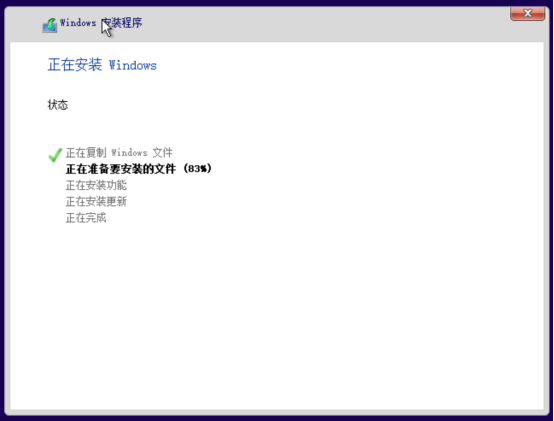 Windows 安装程序
正在安装 Windows
状态
正在复制 Windows 文件
正在准备要安装的文件 (83%)
正在安装功能
正在安装更新
正在完成